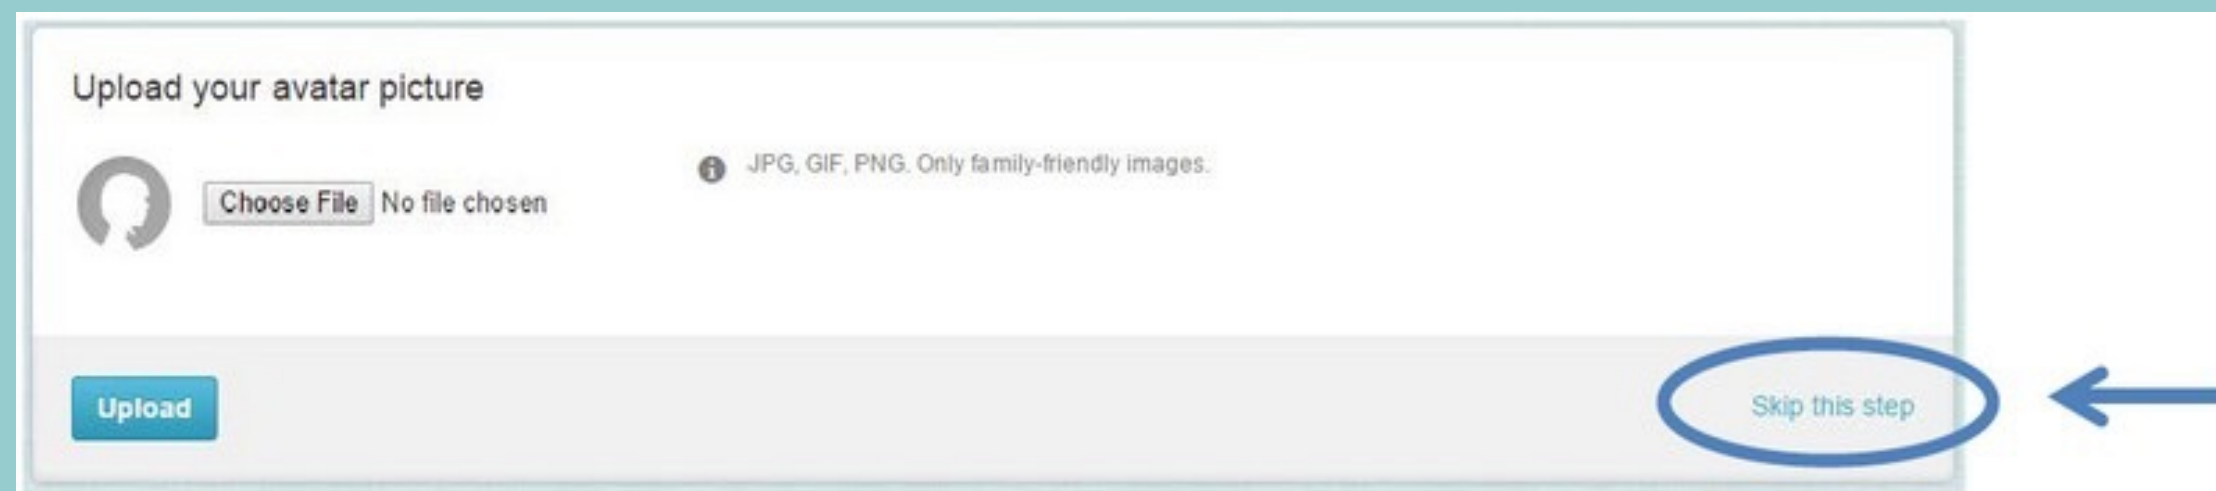 Upload your avatar picture
JPG, GIF, PNG. Only family-friendly images.
Choose File No file chosen
Upload
Skip this step